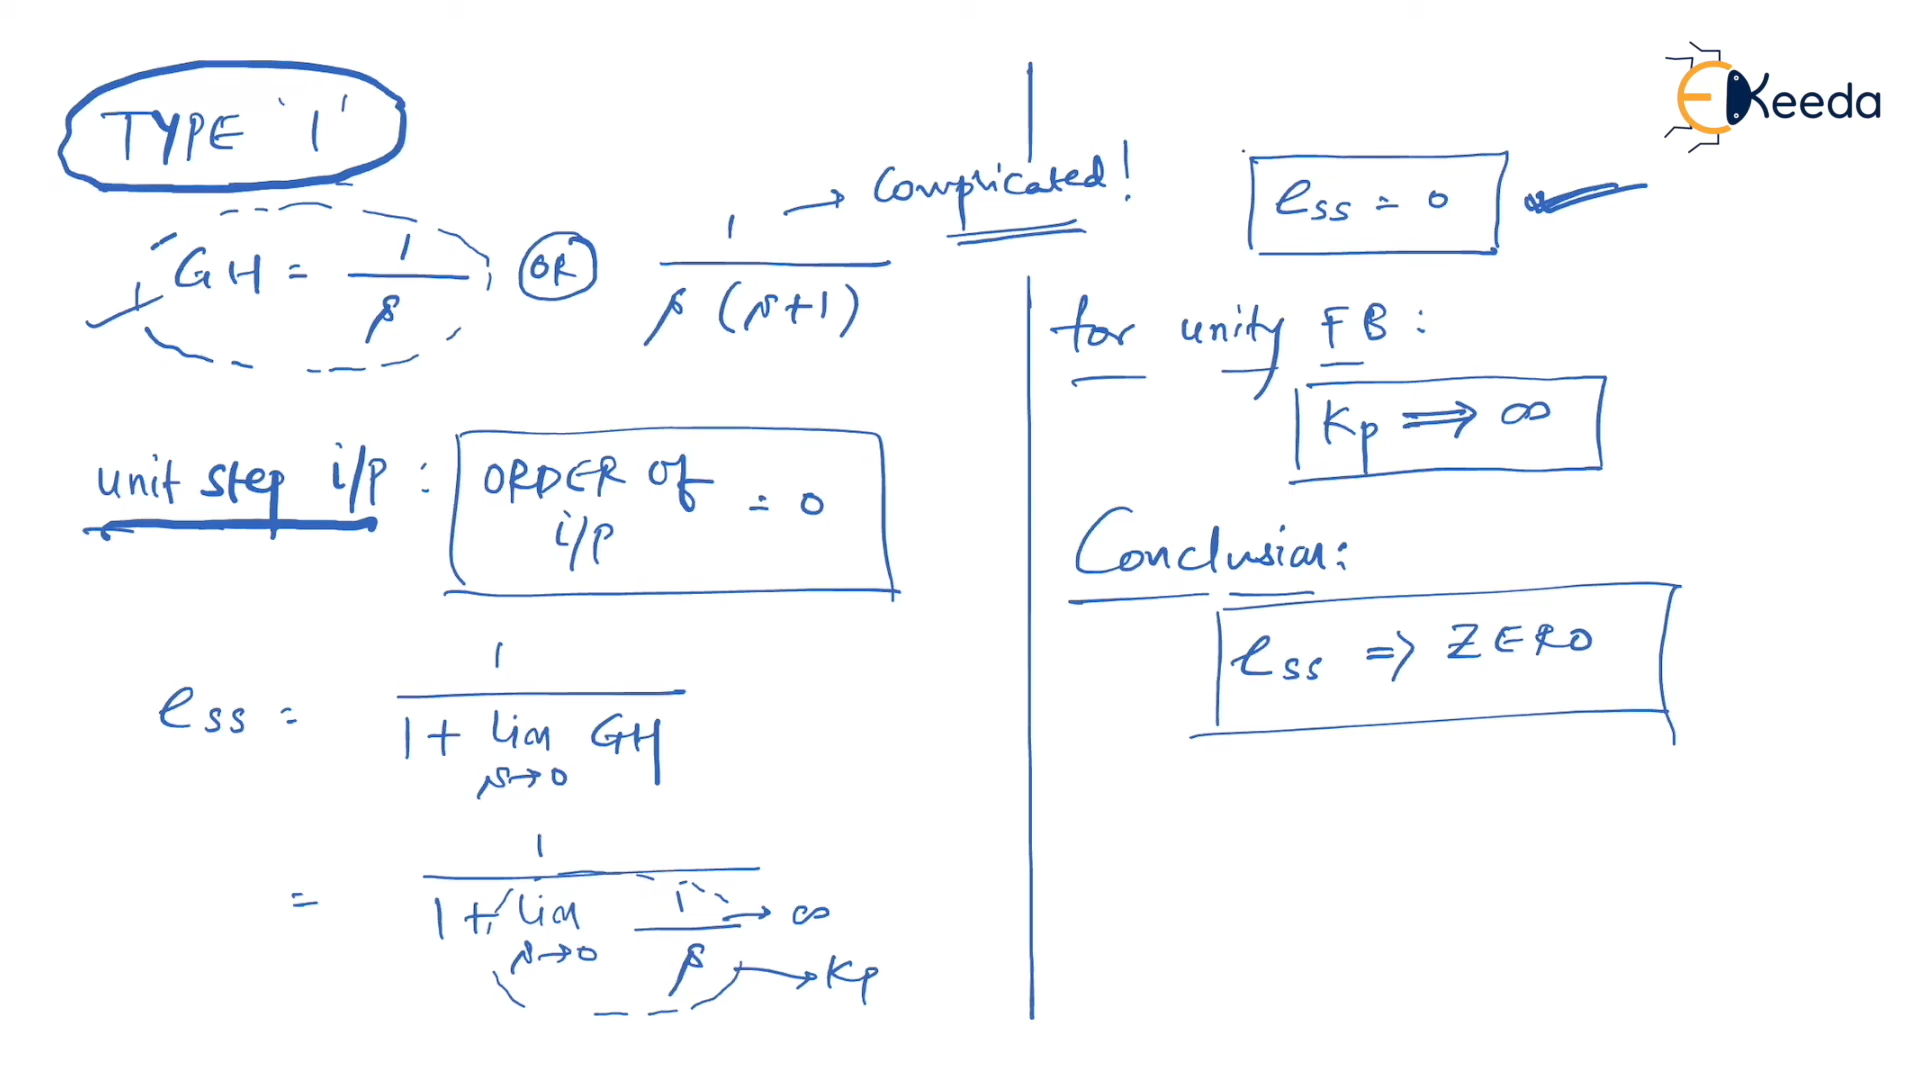 TYPE '1'
GH = 1/s OR 1/s(s+1) → Complicated!
unit step i/p : ORDER of i/p = 0
ess = 1/(1 + lim s→0 GH)
= 1/(1 + lim s→0 1/s) → ∞
→ Kp
EKeeda
ess = 0
for unity FB :
Kp ⇒ ∞
Conclusion:
ess => ZERO